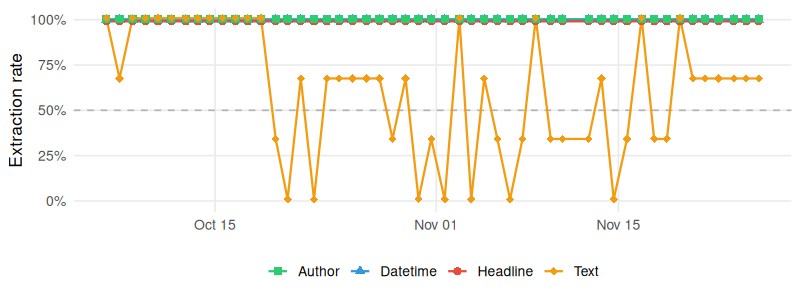 Extraction rate
100%
75%
50%
25%
0%
Oct 15
Nov 01
Nov 15
Author
Datetime
Headline
Text